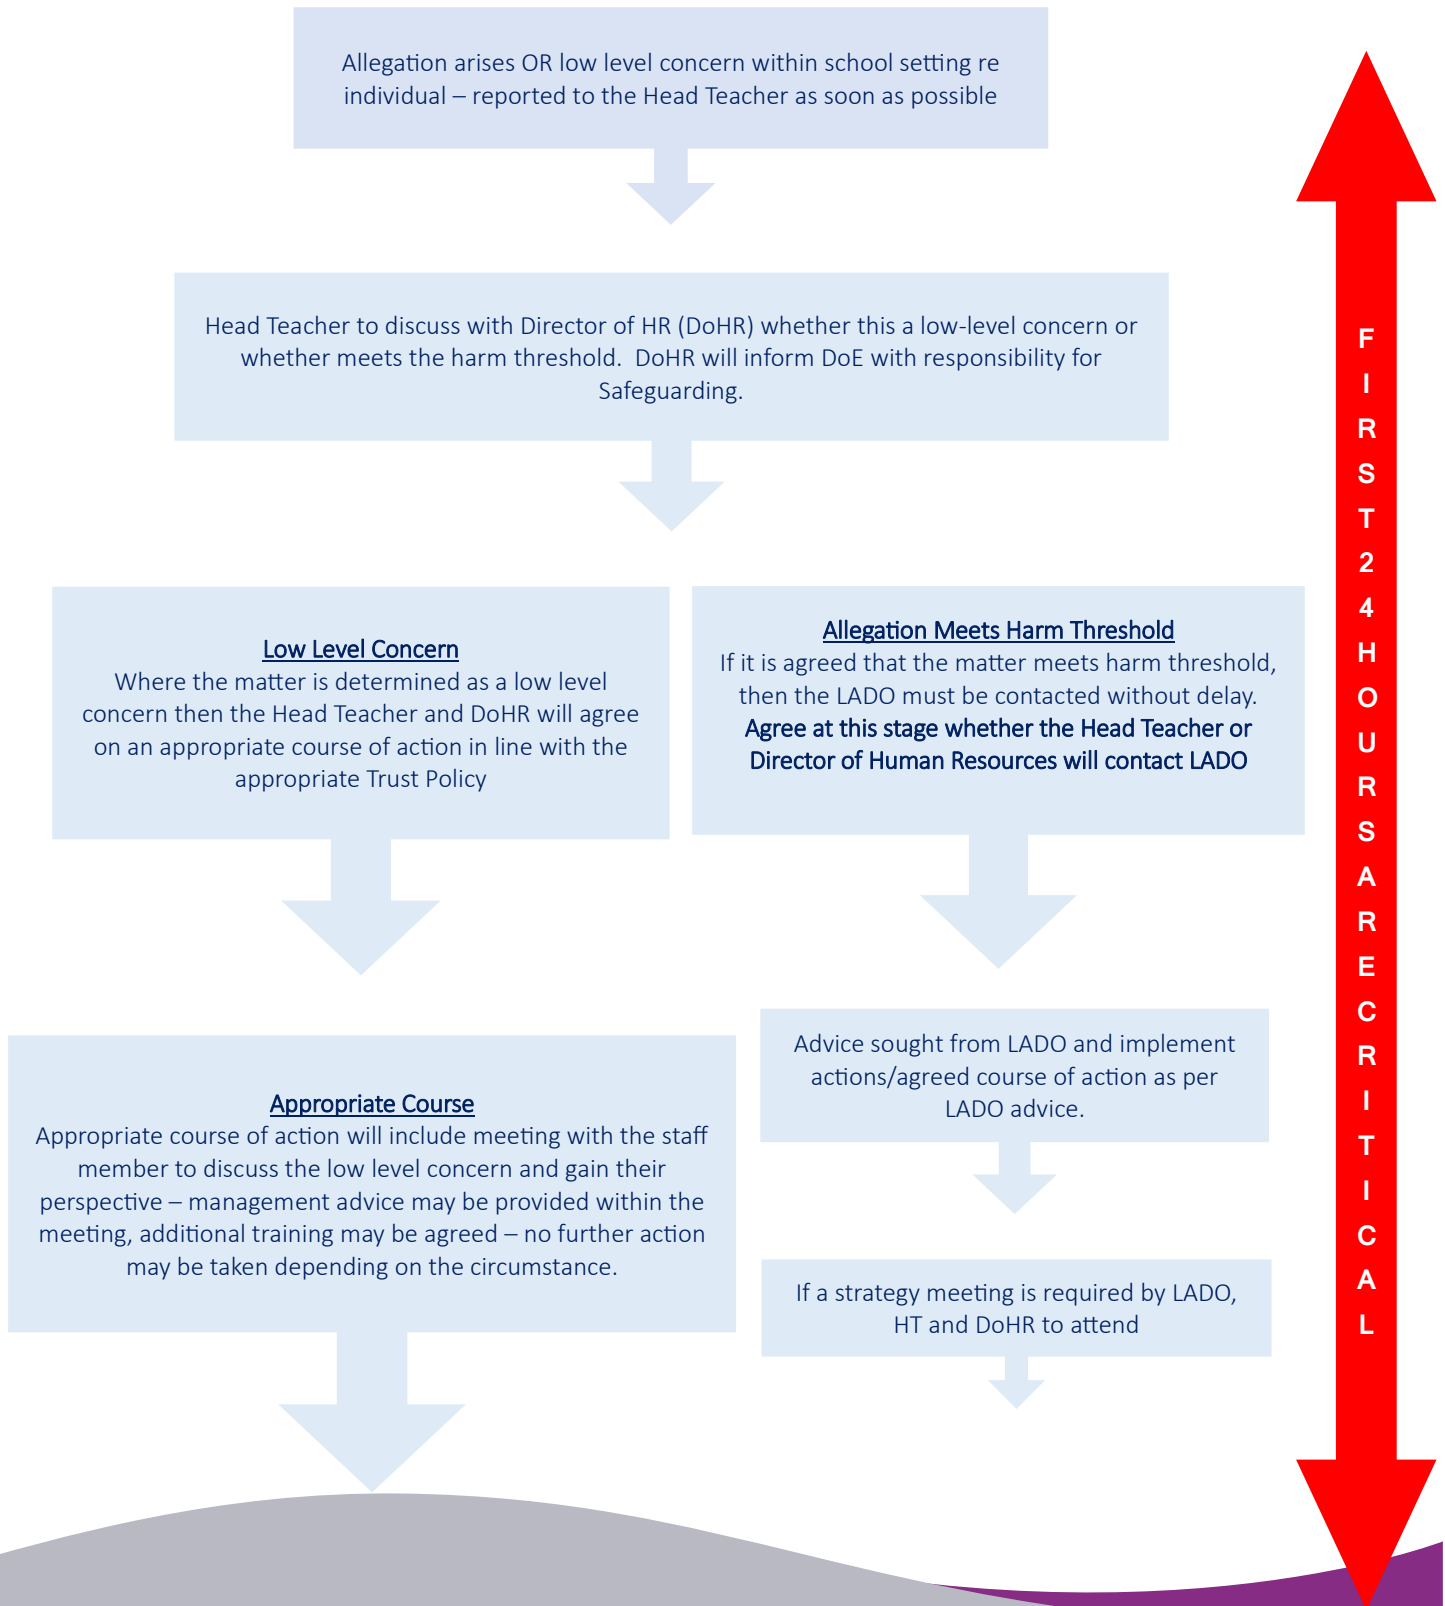 Allegation arises OR low level concern within school setting re
individual – reported to the Head Teacher as soon as possible
Head Teacher to discuss with Director of HR (DoHR) whether this a low-level concern or
whether meets the harm threshold.  DoHR will inform DoE with responsibility for
Safeguarding.
Low Level Concern
Where the matter is determined as a low level
concern then the Head Teacher and DoHR will agree
on an appropriate course of action in line with the
appropriate Trust Policy
Allegation Meets Harm Threshold
If it is agreed that the matter meets harm threshold,
then the LADO must be contacted without delay.
Agree at this stage whether the Head Teacher or
Director of Human Resources will contact LADO
Appropriate Course
Appropriate course of action will include meeting with the staff
member to discuss the low level concern and gain their
perspective – management advice may be provided within the
meeting, additional training may be agreed – no further action
may be taken depending on the circumstance.
Advice sought from LADO and implement
actions/agreed course of action as per
LADO advice.
If a strategy meeting is required by LADO,
HT and DoHR to attend
F
I
R
S
T
2
4
H
O
U
R
S
A
R
E
C
R
I
T
I
C
A
L